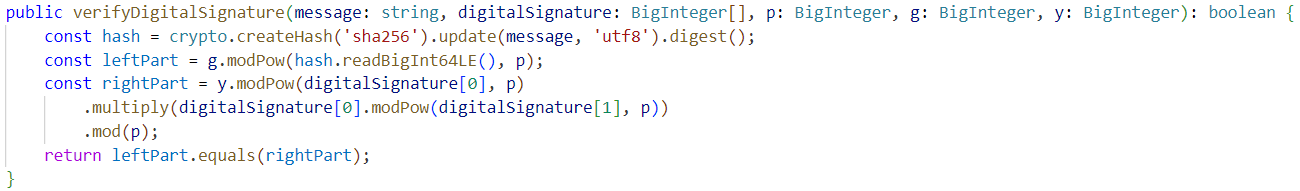 public verifyDigitalSignature(message: string, digitalSignature: BigInteger[], p: BigInteger, g: BigInteger, y: BigInteger): boolean {
    const hash = crypto.createHash('sha256').update(message, 'utf8').digest();
    const leftPart = g.modPow(hash.readBigInt64LE(), p);
    const rightPart = y.modPow(digitalSignature[0], p)
        .multiply(digitalSignature[0].modPow(digitalSignature[1], p))
        .mod(p);
    return leftPart.equals(rightPart);
}